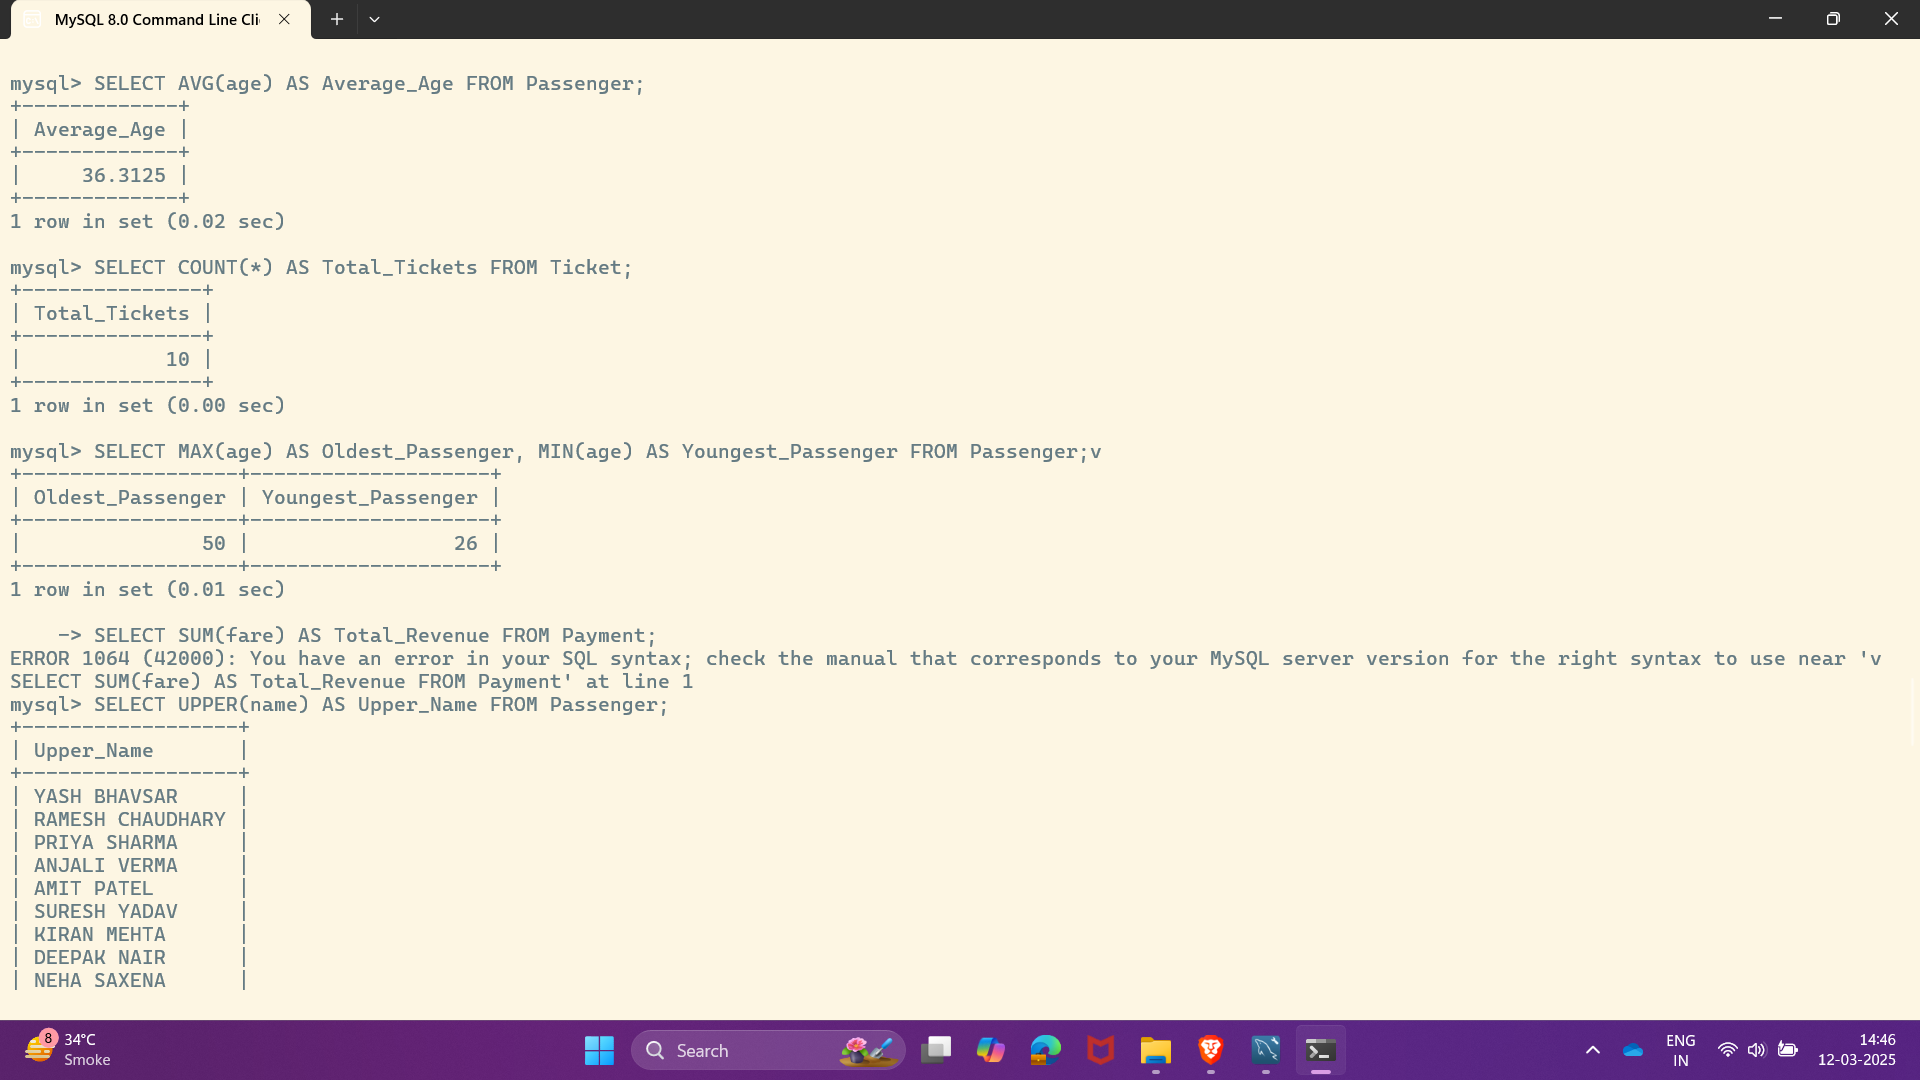 MySQL 8.0 Command Line Cli
mysql> SELECT AVG(age) AS Average_Age FROM Passenger;
+-------------+
| Average_Age |
+-------------+
|     36.3125 |
+-------------+
1 row in set (0.02 sec)
mysql> SELECT COUNT(*) AS Total_Tickets FROM Ticket;
+---------------+
| Total_Tickets |
+---------------+
|            10 |
+---------------+
1 row in set (0.00 sec)
mysql> SELECT MAX(age) AS Oldest_Passenger, MIN(age) AS Youngest_Passenger FROM Passenger;v
+------------------+--------------------+
| Oldest_Passenger | Youngest_Passenger |
+------------------+--------------------+
|               50 |                 26 |
+------------------+--------------------+
1 row in set (0.01 sec)
    -> SELECT SUM(fare) AS Total_Revenue FROM Payment;
ERROR 1064 (42000): You have an error in your SQL syntax; check the manual that corresponds to your MySQL server version for the right syntax to use near 'v
SELECT SUM(fare) AS Total_Revenue FROM Payment' at line 1
mysql> SELECT UPPER(name) AS Upper_Name FROM Passenger;
+------------------+
| Upper_Name       |
+------------------+
| YASH BHAVSAR     |
| RAMESH CHAUDHARY |
| PRIYA SHARMA     |
| ANJALI VERMA     |
| AMIT PATEL       |
| SURESH YADAV     |
| KIRAN MEHTA      |
| DEEPAK NAIR      |
| NEHA SAXENA      |
8
34°C
Smoke
Search
ENG
IN
14:46
12-03-2025